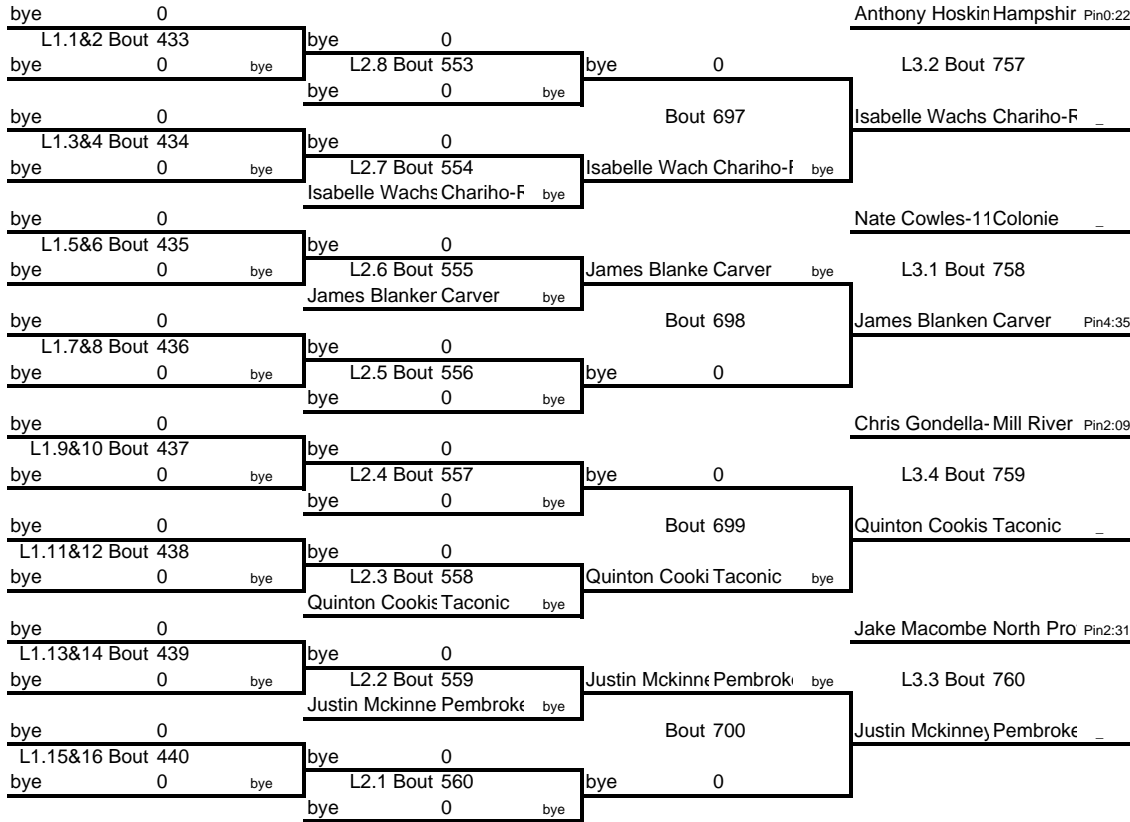 bye 0 Anthony Hoskin Hampshir Pin0:22
L1.1&2 Bout 433 bye 0
bye 0 bye L2.8 Bout 553 bye 0 L3.2 Bout 757
bye 0 bye
bye 0 Bout 697 Isabelle Wachs Chariho-R _
L1.3&4 Bout 434 bye 0
bye 0 bye L2.7 Bout 554 Isabelle Wach Chariho-F bye
Isabelle Wachs Chariho-F bye
bye 0 Nate Cowles-11Colonie _
L1.5&6 Bout 435 bye 0
bye 0 bye L2.6 Bout 555 James Blanke Carver bye L3.1 Bout 758
James Blanker Carver bye
bye 0 Bout 698 James Blanken Carver Pin4:35
L1.7&8 Bout 436 bye 0
bye 0 bye L2.5 Bout 556 bye 0
bye 0 bye
bye 0 Chris Gondella- Mill River Pin2:09
L1.9&10 Bout 437 bye 0
bye 0 bye L2.4 Bout 557 bye 0 L3.4 Bout 759
bye 0 bye
bye 0 Bout 699 Quinton Cookis Taconic _
L1.11&12 Bout 438 bye 0
bye 0 bye L2.3 Bout 558 Quinton Cooki Taconic bye
Quinton Cookis Taconic bye
bye 0 Jake Macombe North Pro Pin2:31
L1.13&14 Bout 439 bye 0
bye 0 bye L2.2 Bout 559 Justin Mckinne Pembrok bye L3.3 Bout 760
Justin Mckinne Pembroke bye
bye 0 Bout 700 Justin Mckinney Pembroke _
L1.15&16 Bout 440 bye 0
bye 0 bye L2.1 Bout 560 bye 0
bye 0 bye